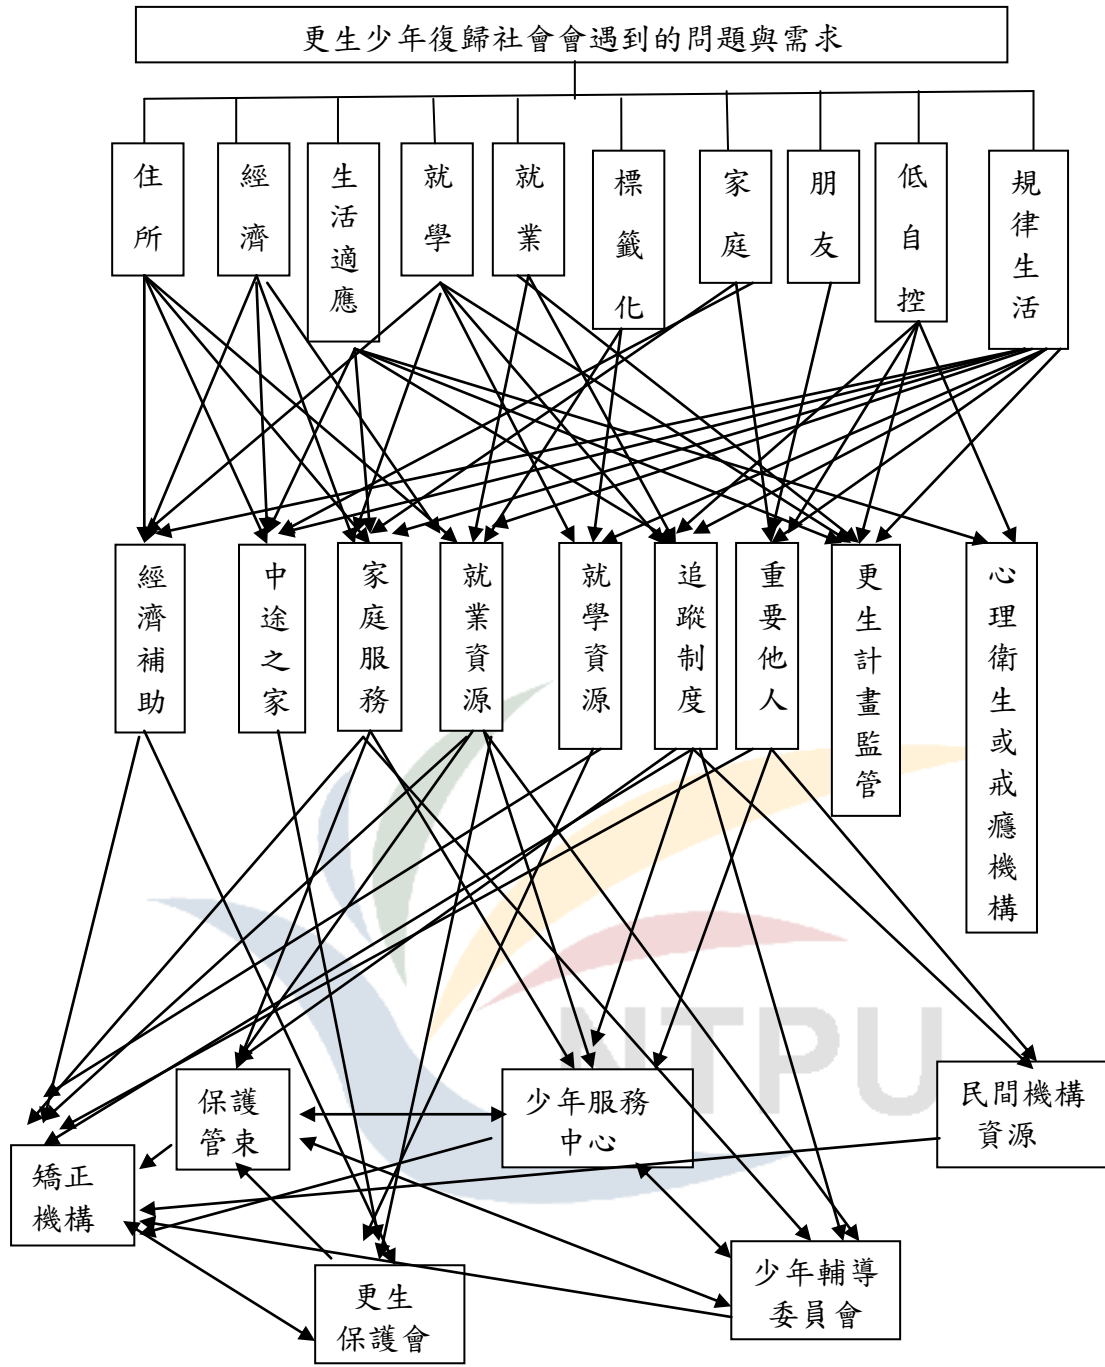 更生少年復歸社會會遇到的問題與需求
住所
經濟
生活適應
就學
就業
標籤化
家庭
朋友
低自控
規律生活
經濟補助
中途之家
家庭服務
就業資源
就學資源
追蹤制度
重要他人
更生計畫監管
心理衛生或戒癮機構
NTPU
保護
管束
少年服務
中心
民間機構
資源
矯正
機構
更生
保護會
少年輔導
委員會